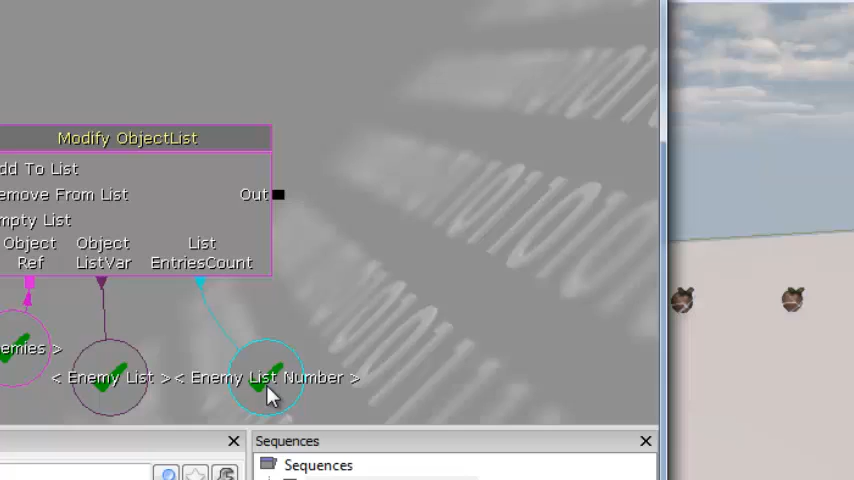 Modify ObjectList
dd To List
emove From List
Out
mpty List
Object Object List
Ref ListVar EntriesCount
emies >
< Enemy List >< Enemy List Number >
Sequences
Sequences